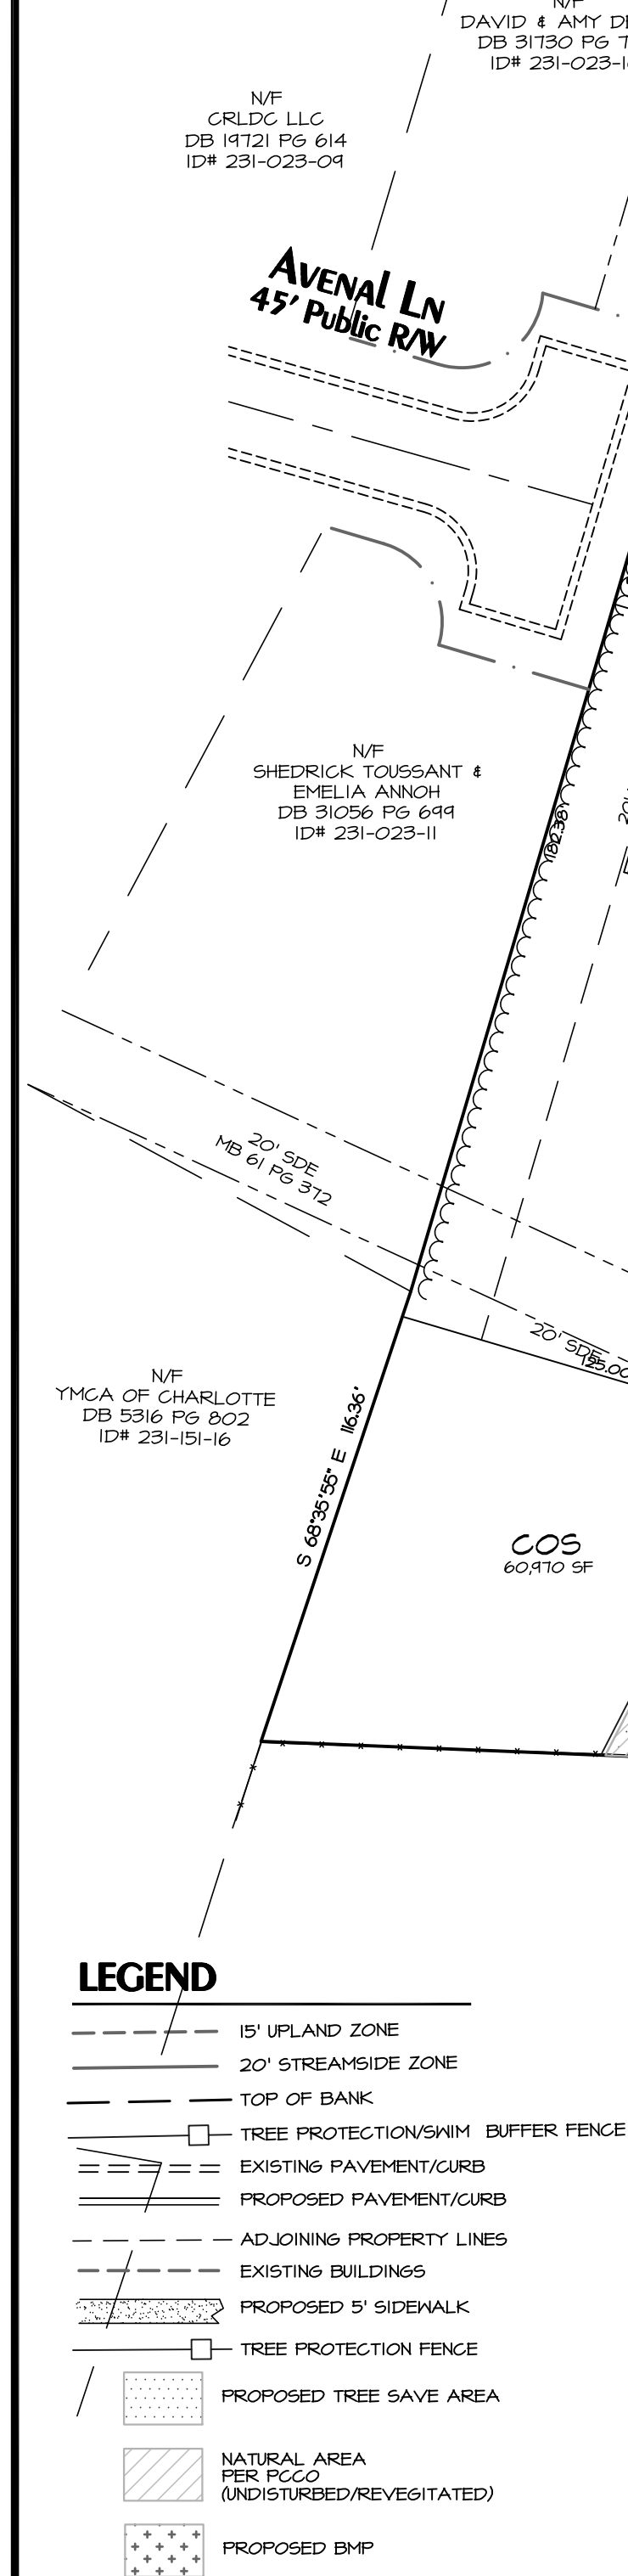 N/F
DAVID & AMY
DB 31730 PG
ID# 231-023-
N/F
CRLDC LLC
DB 19721 PG 614
ID# 231-023-09
Avenal Ln
45' Public R/W
N/F
SHEDRICK TOUSSANT &
EMELIA ANNOH
DB 31056 PG 699
ID# 231-023-11
182.38'
20' SDE
MB 61 PG 372
20' SDE
125.00
N/F
YMCA OF CHARLOTTE
DB 5316 PG 802
ID# 231-151-16
S 68°35'55" E 116.36'
COS
60,970 SF
LEGEND
15' UPLAND ZONE
20' STREAMSIDE ZONE
TOP OF BANK
TREE PROTECTION/SWIM BUFFER FENCE
EXISTING PAVEMENT/CURB
PROPOSED PAVEMENT/CURB
ADJOINING PROPERTY LINES
EXISTING BUILDINGS
PROPOSED 5' SIDEWALK
TREE PROTECTION FENCE
PROPOSED TREE SAVE AREA
NATURAL AREA
PER PCCO
(UNDISTURBED/REVEGITATED)
PROPOSED BMP